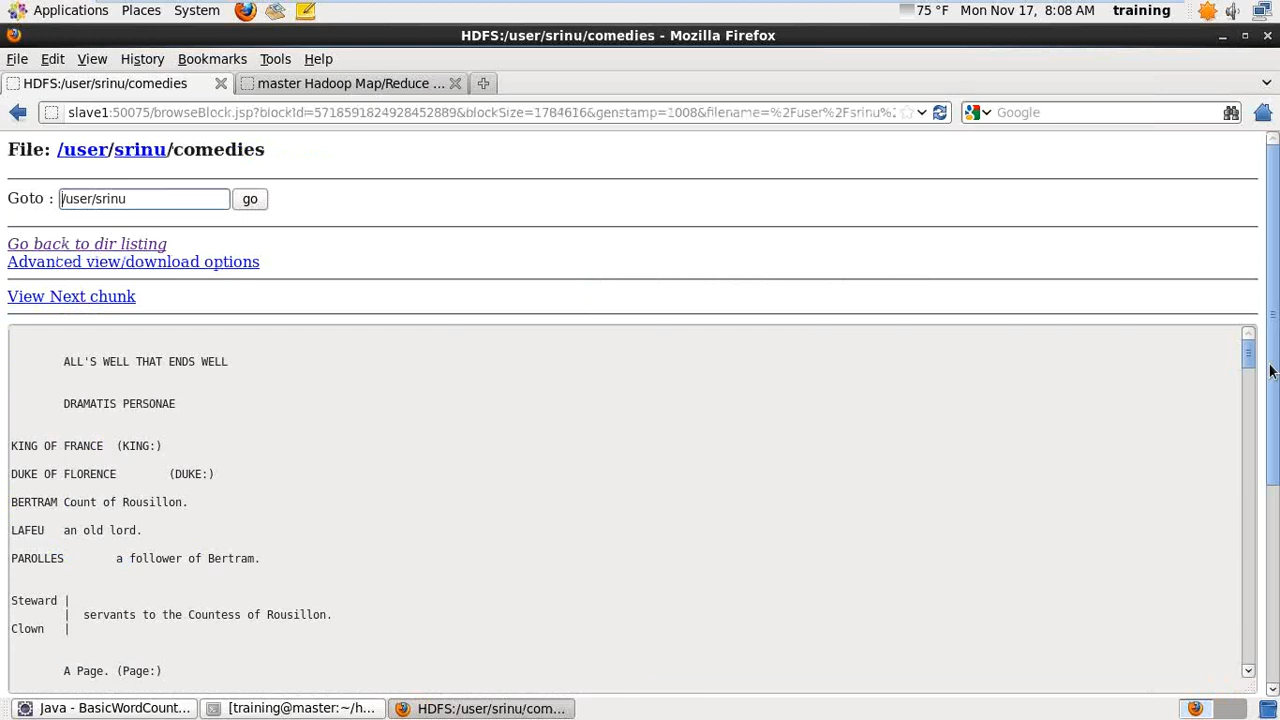 Applications Places System 75 °F Mon Nov 17, 8:08 AM training
HDFS:/user/srinu/comedies - Mozilla Firefox
File Edit View History Bookmarks Tools Help
HDFS:/user/srinu/comedies master Hadoop Map/Reduce ...
slave1:50075/browseBlock.jsp?blockId=5718591824928452889&blockSize=1784616&genstamp=1008&filename=%2Fuser%2Fsrinu%2 Google
File: /user/srinu/comedies
Goto : /user/srinu go
Go back to dir listing
Advanced view/download options
View Next chunk
ALL'S WELL THAT ENDS WELL
DRAMATIS PERSONAE
KING OF FRANCE (KING:)
DUKE OF FLORENCE (DUKE:)
BERTRAM Count of Rousillon.
LAFEU an old lord.
PAROLLES a follower of Bertram.
Steward |
| servants to the Countess of Rousillon.
Clown |
A Page. (Page:)
Java - BasicWordCount... [training@master:~/h... HDFS:/user/srinu/com...